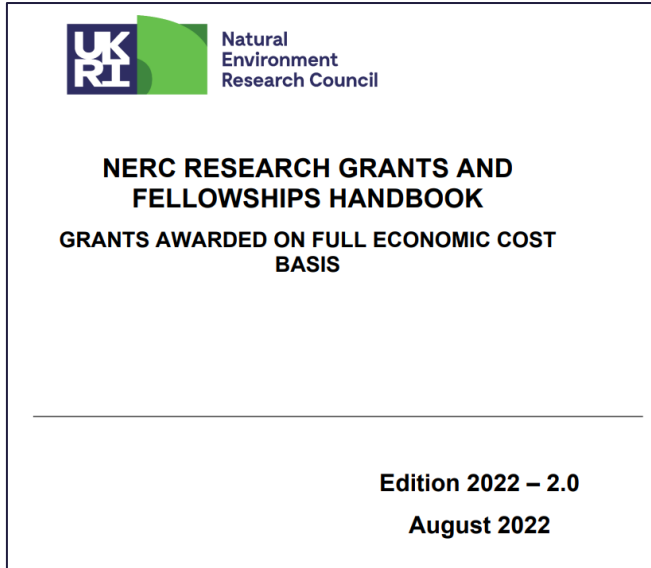 UK
RI
Natural
Environment
Research Council
NERC RESEARCH GRANTS AND
FELLOWSHIPS HANDBOOK
GRANTS AWARDED ON FULL ECONOMIC COST
BASIS
Edition 2022 – 2.0
August 2022